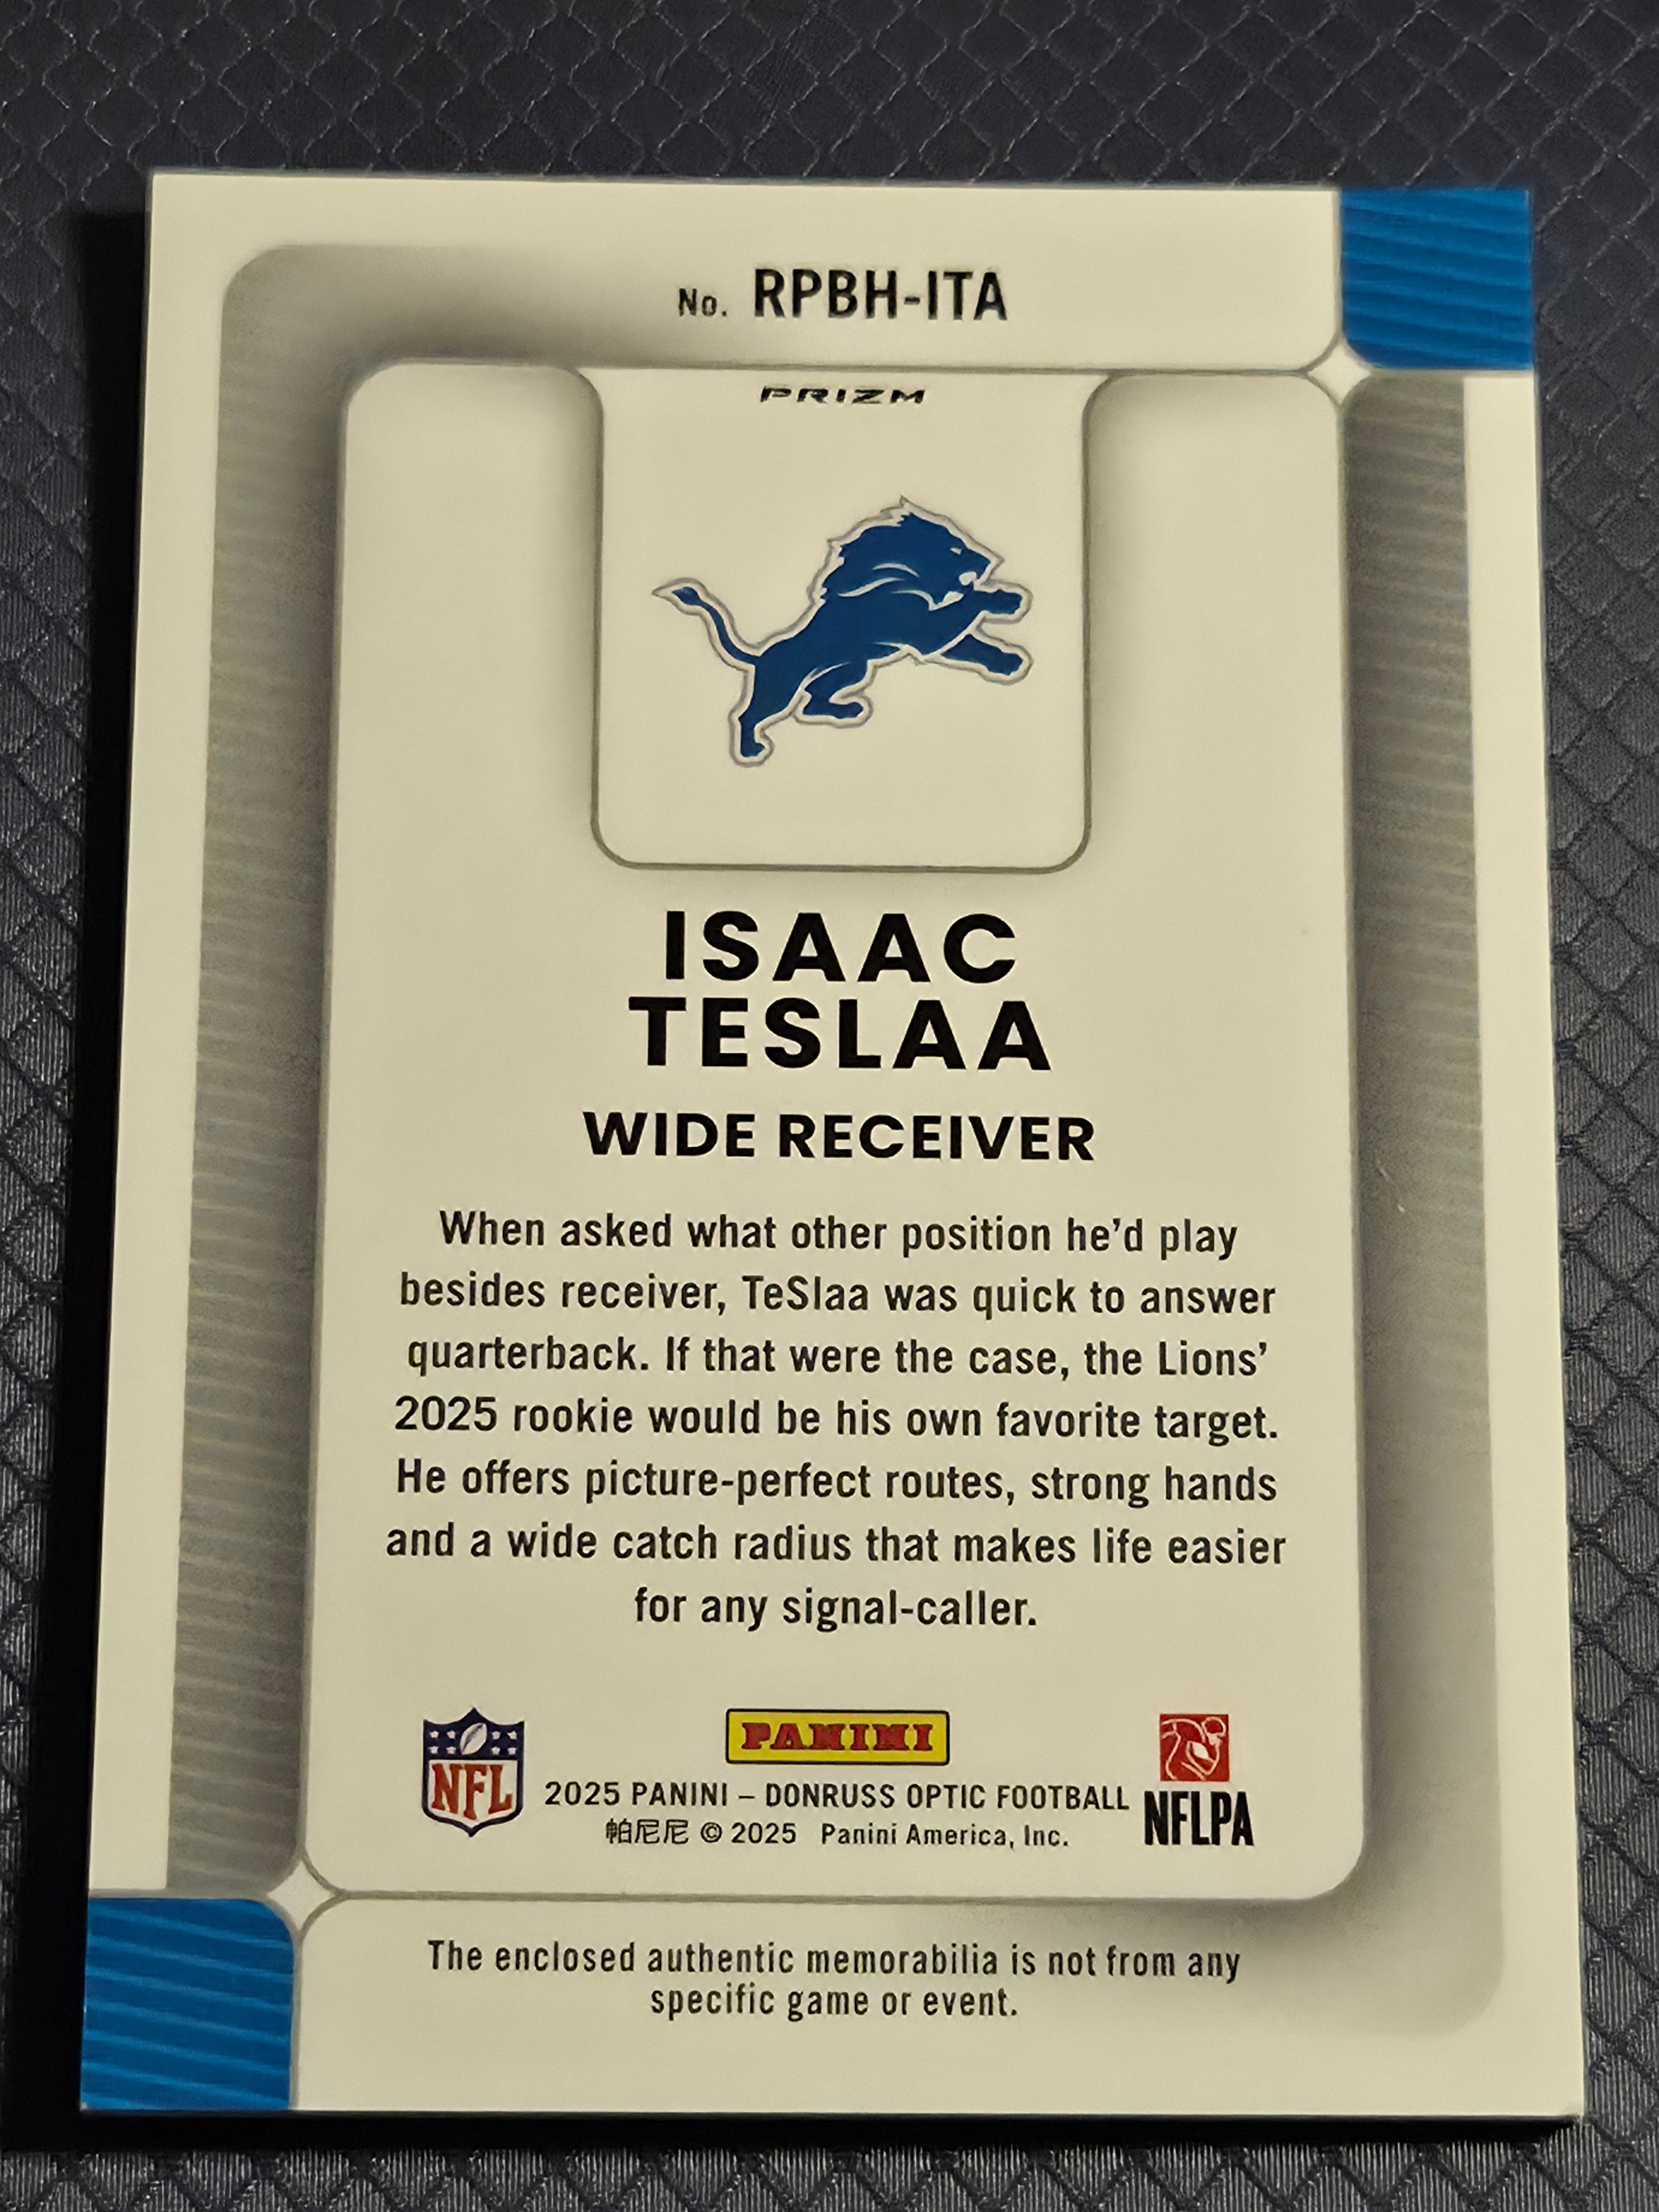 No. RPBH-ITA
PRIZM
ISAAC
TESLAA
WIDE RECEIVER
When asked what other position he'd play
besides receiver, TeSlaa was quick to answer
quarterback. If that were the case, the Lions'
2025 rookie would be his own favorite target.
He offers picture-perfect routes, strong hands
and a wide catch radius that makes life easier
for any signal-caller.
NFL
PANINI
2025 PANINI – DONRUSS OPTIC FOOTBALL
帕尼尼 © 2025 Panini America, Inc.
NFLPA
The enclosed authentic memorabilia is not from any
specific game or event.